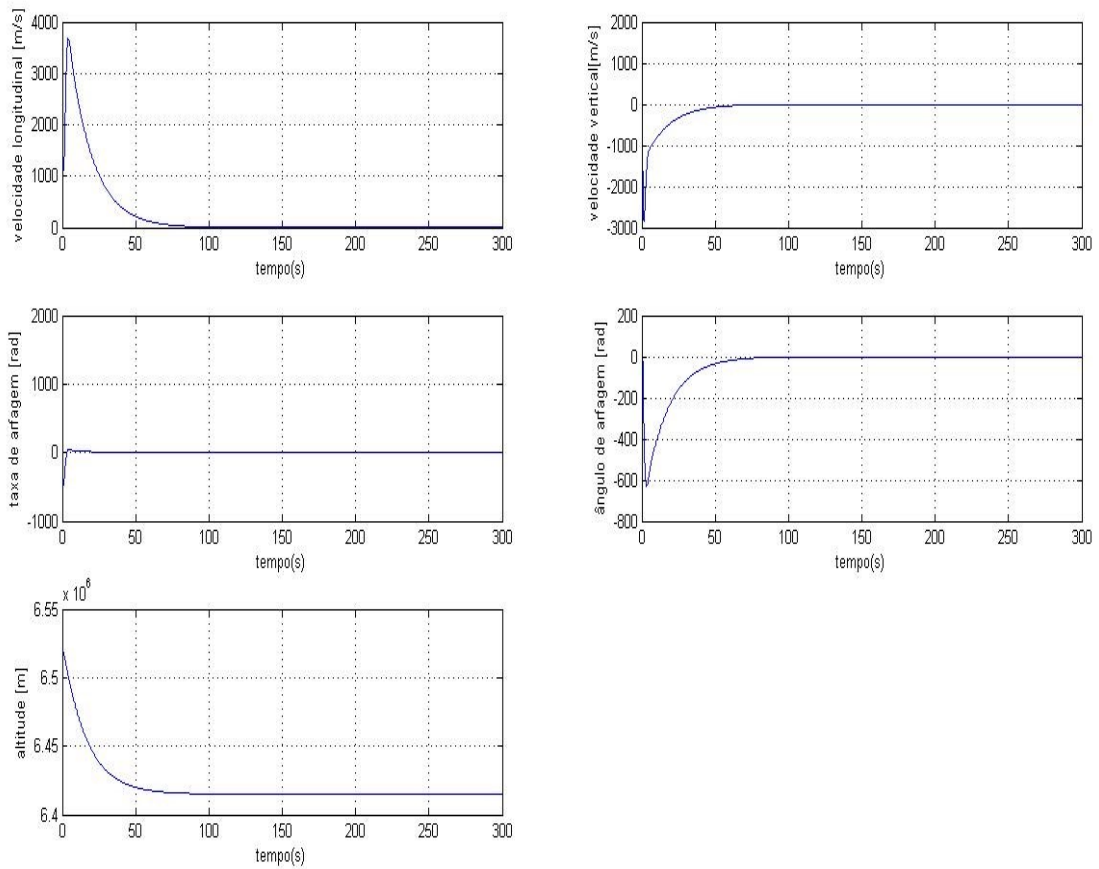 velocidade longitudinal [m/s]
4000
3000
2000
1000
0
0 50 100 150 200 250 300
tempo(s)
velocidade vertical[m/s]
2000
1000
0
-1000
-2000
-3000
0 50 100 150 200 250 300
tempo(s)
taxa de arfagem [rad]
2000
1000
0
-1000
0 50 100 150 200 250 300
tempo(s)
ângulo de arfagem [rad]
200
0
-200
-400
-600
-800
0 50 100 150 200 250 300
tempo(s)
altitude [m]
x 10^6
6.55
6.5
6.45
6.4
0 50 100 150 200 250 300
tempo(s)